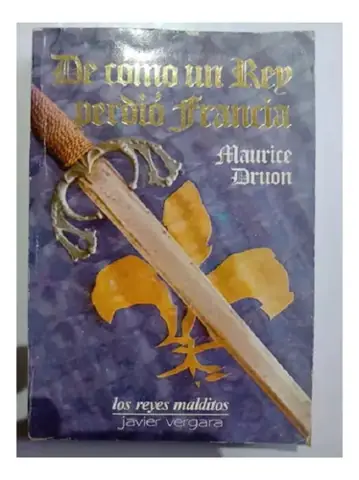 De cómo un Rey
perdió Francia
Maurice
Druon
los reyes malditos
javier vergara